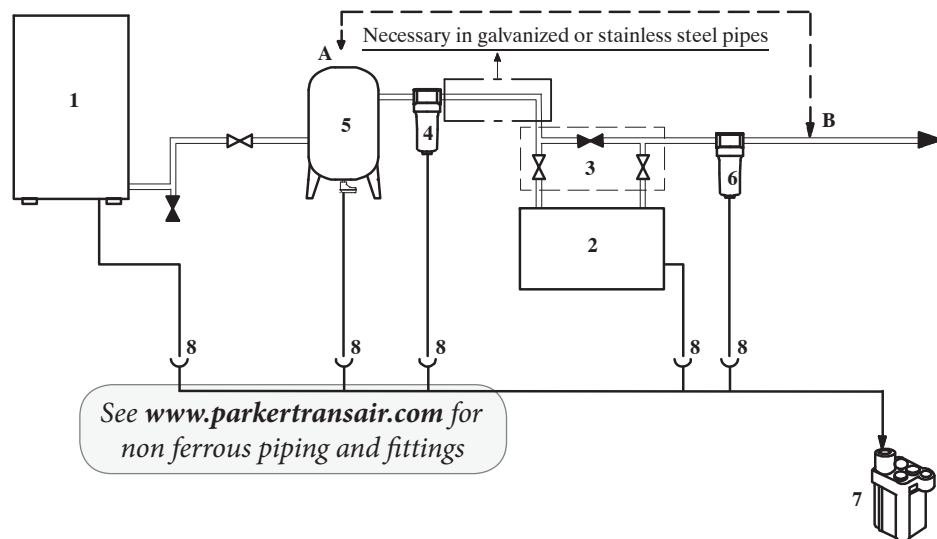 A
Necessary in galvanized or stainless steel pipes
1
5
4
B
3
6
2
8
8
8
8
8
See www.parkertransair.com for
non ferrous piping and fittings
7